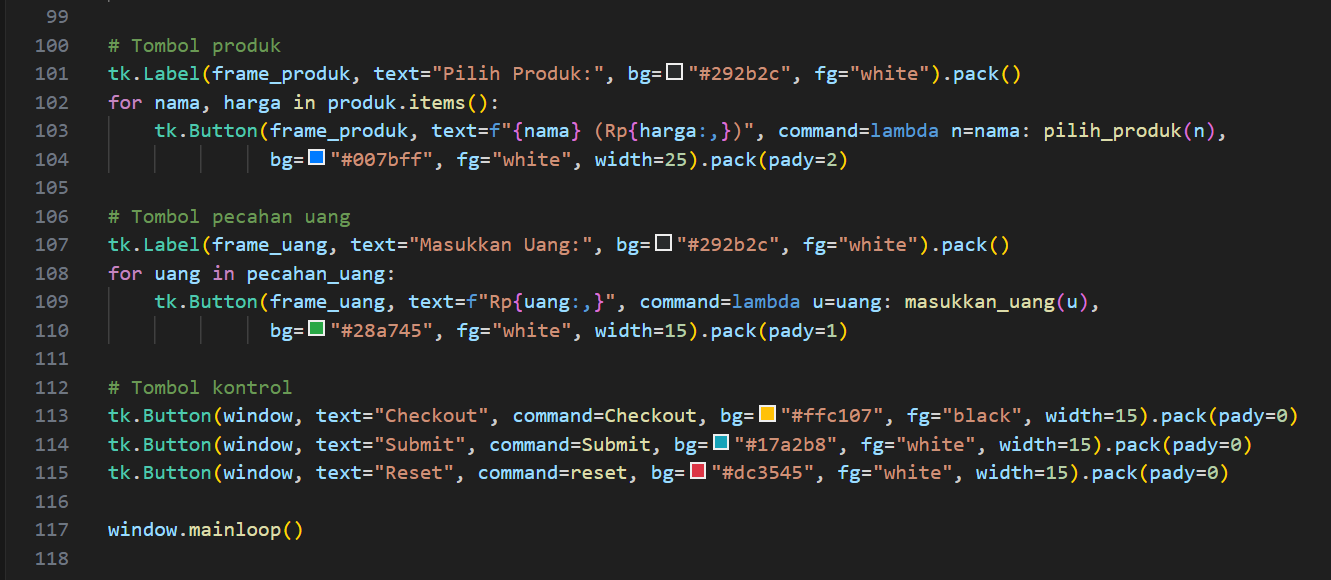 99
100 # Tombol produk
101 tk.Label(frame_produk, text="Pilih Produk:", bg="#292b2c", fg="white").pack()
102 for nama, harga in produk.items():
103     tk.Button(frame_produk, text=f"{nama} (Rp{harga:,})", command=lambda n=nama: pilih_produk(n),
104               bg="#007bff", fg="white", width=25).pack(pady=2)
105
106 # Tombol pecahan uang
107 tk.Label(frame_uang, text="Masukkan Uang:", bg="#292b2c", fg="white").pack()
108 for uang in pecahan_uang:
109     tk.Button(frame_uang, text=f"Rp{uang:,}", command=lambda u=uang: masukkan_uang(u),
110               bg="#28a745", fg="white", width=15).pack(pady=1)
111
112 # Tombol kontrol
113 tk.Button(window, text="Checkout", command=Checkout, bg="#ffc107", fg="black", width=15).pack(pady=0)
114 tk.Button(window, text="Submit", command=Submit, bg="#17a2b8", fg="white", width=15).pack(pady=0)
115 tk.Button(window, text="Reset", command=reset, bg="#dc3545", fg="white", width=15).pack(pady=0)
116
117 window.mainloop()
118